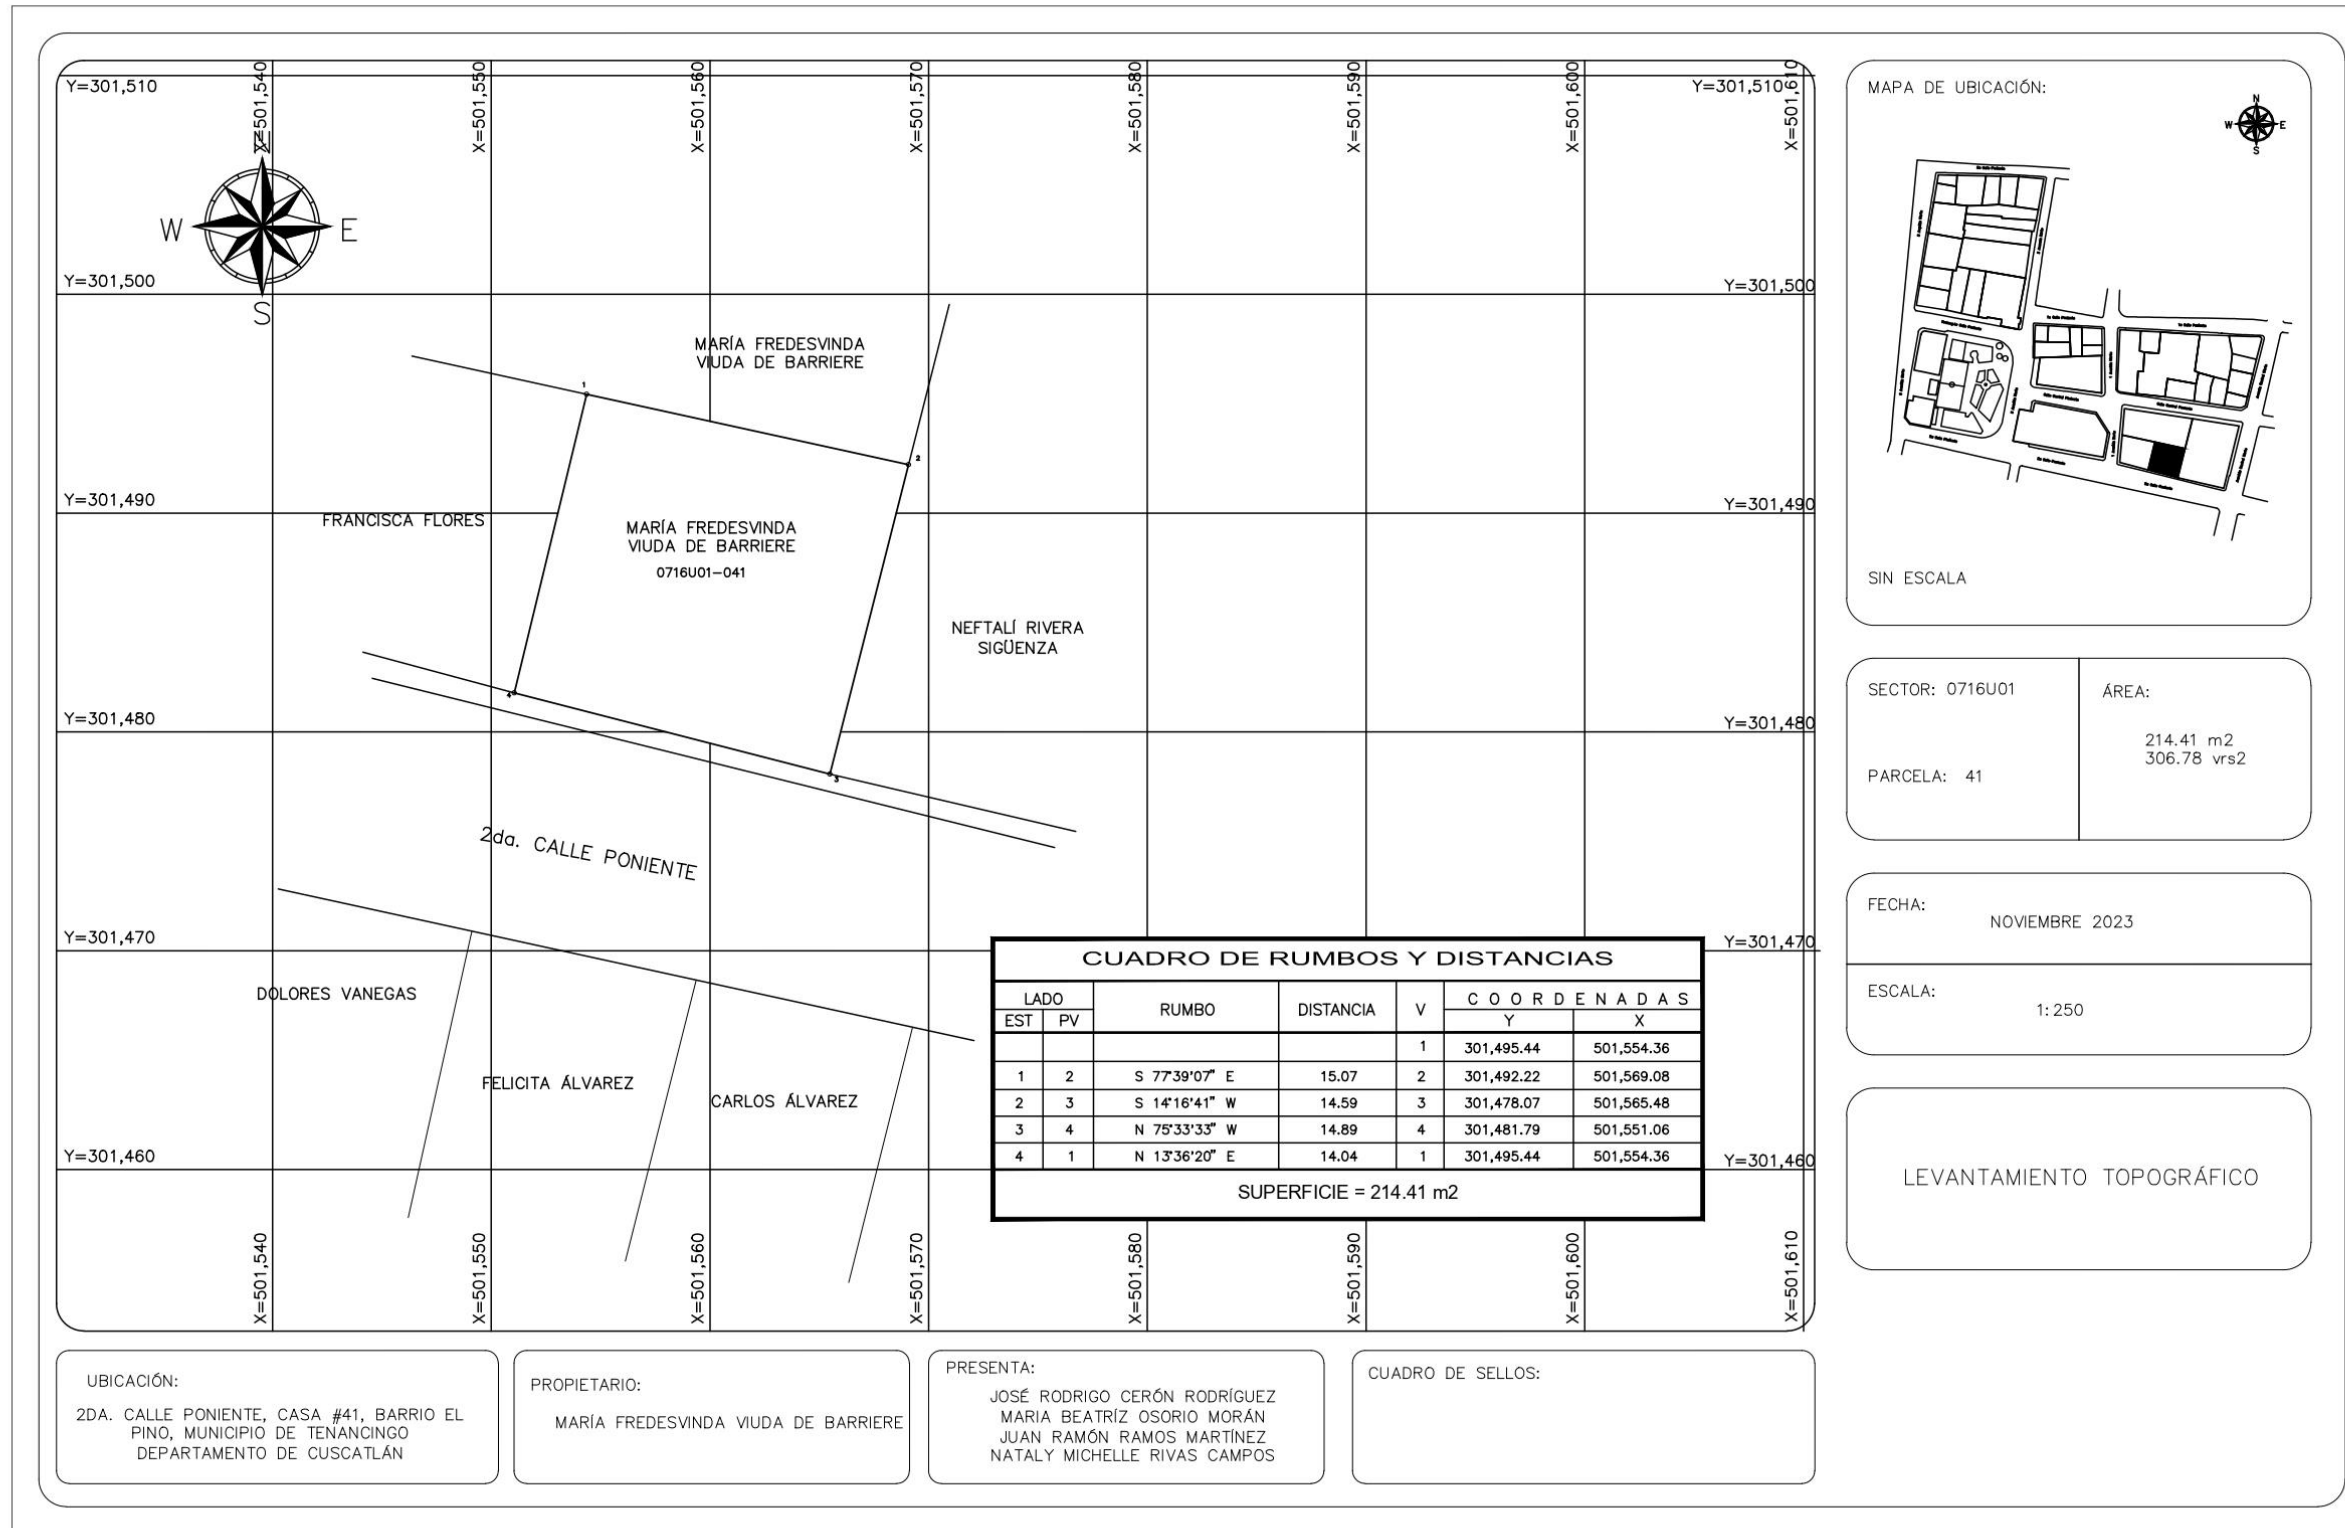 X=501,540
X=501,550
X=501,560
X=501,570
X=501,580
X=501,590
X=501,600
X=501,610
Y=301,510
Y=301,510
N
W
E
S
Y=301,500
Y=301,500
MARÍA FREDESVINDA
VIUDA DE BARRIERE
1
2
Y=301,490
Y=301,490
FRANCISCA FLORES
MARÍA FREDESVINDA
VIUDA DE BARRIERE
0716U01-041
NEFTALÍ RIVERA
SIGÜENZA
4
3
Y=301,480
Y=301,480
2da. CALLE PONIENTE
Y=301,470
Y=301,470
DOLORES VANEGAS
FELICITA ÁLVAREZ
CARLOS ÁLVAREZ
Y=301,460
Y=301,460
CUADRO DE RUMBOS Y DISTANCIAS
LADO RUMBO DISTANCIA V COORDENADAS
EST PV Y X
1 301,495.44 501,554.36
1 2 S 77°39'07" E 15.07 2 301,492.22 501,569.08
2 3 S 14°16'41" W 14.59 3 301,478.07 501,565.48
3 4 N 75°33'33" W 14.89 4 301,481.79 501,551.06
4 1 N 13°36'20" E 14.04 1 301,495.44 501,554.36
SUPERFICIE = 214.41 m2
X=501,540
X=501,550
X=501,560
X=501,570
X=501,580
X=501,590
X=501,600
X=501,610
MAPA DE UBICACIÓN:
N
W
E
S
SIN ESCALA
SECTOR: 0716U01
PARCELA: 41
ÁREA:
214.41 m2
306.78 vrs2
FECHA:
NOVIEMBRE 2023
ESCALA:
1:250
LEVANTAMIENTO TOPOGRÁFICO
UBICACIÓN:
2DA. CALLE PONIENTE, CASA #41, BARRIO EL
PINO, MUNICIPIO DE TENANCINGO
DEPARTAMENTO DE CUSCATLÁN
PROPIETARIO:
MARÍA FREDESVINDA VIUDA DE BARRIERE
PRESENTA:
JOSÉ RODRIGO CERÓN RODRÍGUEZ
MARIA BEATRÍZ OSORIO MORÁN
JUAN RAMÓN RAMOS MARTÍNEZ
NATALY MICHELLE RIVAS CAMPOS
CUADRO DE SELLOS: